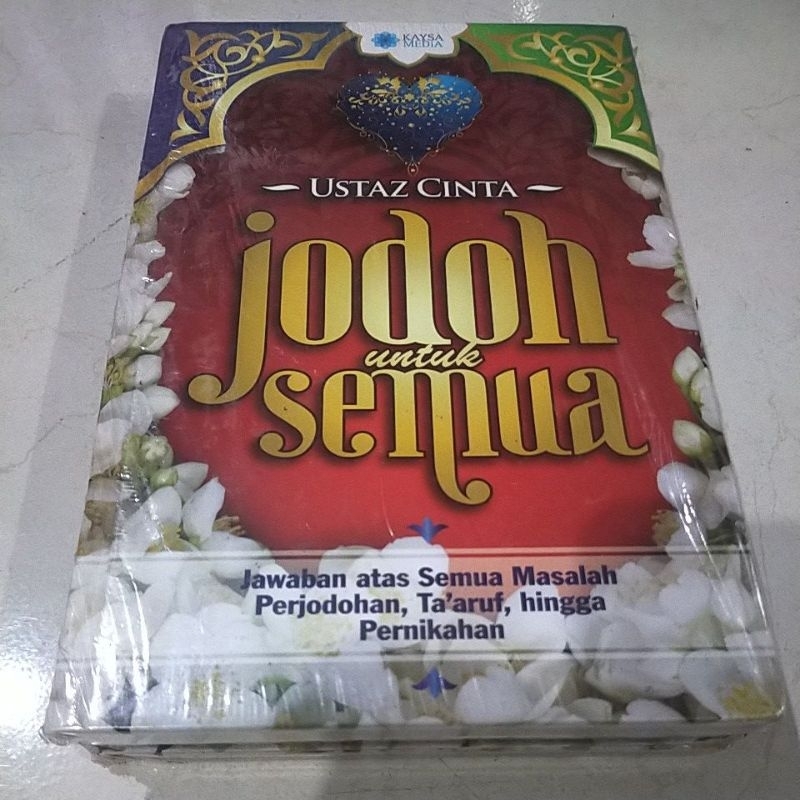 KAYSA
MEDIA
USTAZ CINTA
jodoh
untuk
semua
Jawaban atas Semua Masalah
Perjodohan, Ta'aruf, hingga
Pernikahan